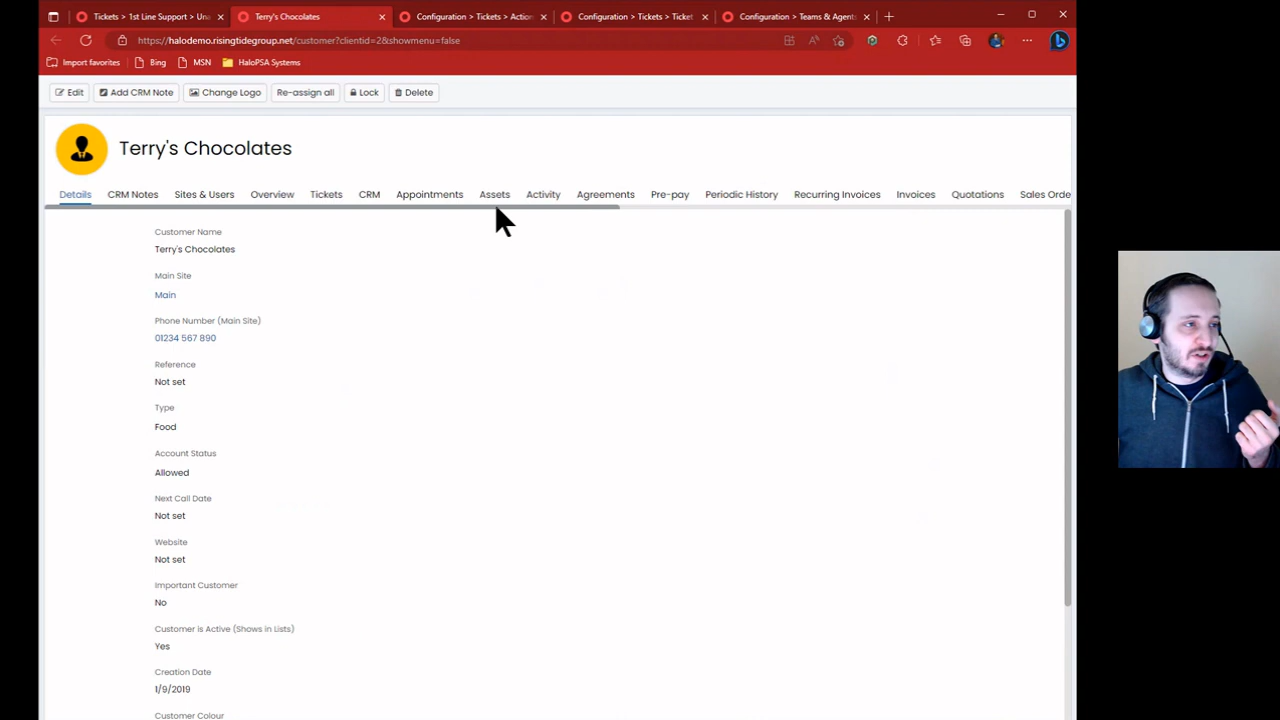 Tickets > 1st Line Support > Una
Terry's Chocolates
Configuration > Tickets > Action
Configuration > Tickets > Ticket
Configuration > Teams & Agents
https://halodemo.risingtidegroup.net/customer?clientid=2&showmenu=false
Import favorites
Bing
MSN
HaloPSA Systems
Edit
Add CRM Note
Change Logo
Re-assign all
Lock
Delete
Terry's Chocolates
Details
CRM Notes
Sites & Users
Overview
Tickets
CRM
Appointments
Assets
Activity
Agreements
Pre-pay
Periodic History
Recurring Invoices
Invoices
Quotations
Sales Orde
Customer Name
Terry's Chocolates
Main Site
Main
Phone Number (Main Site)
01234 567 890
Reference
Not set
Type
Food
Account Status
Allowed
Next Call Date
Not set
Website
Not set
Important Customer
No
Customer is Active (Shows in Lists)
Yes
Creation Date
1/9/2019
Customer Colour